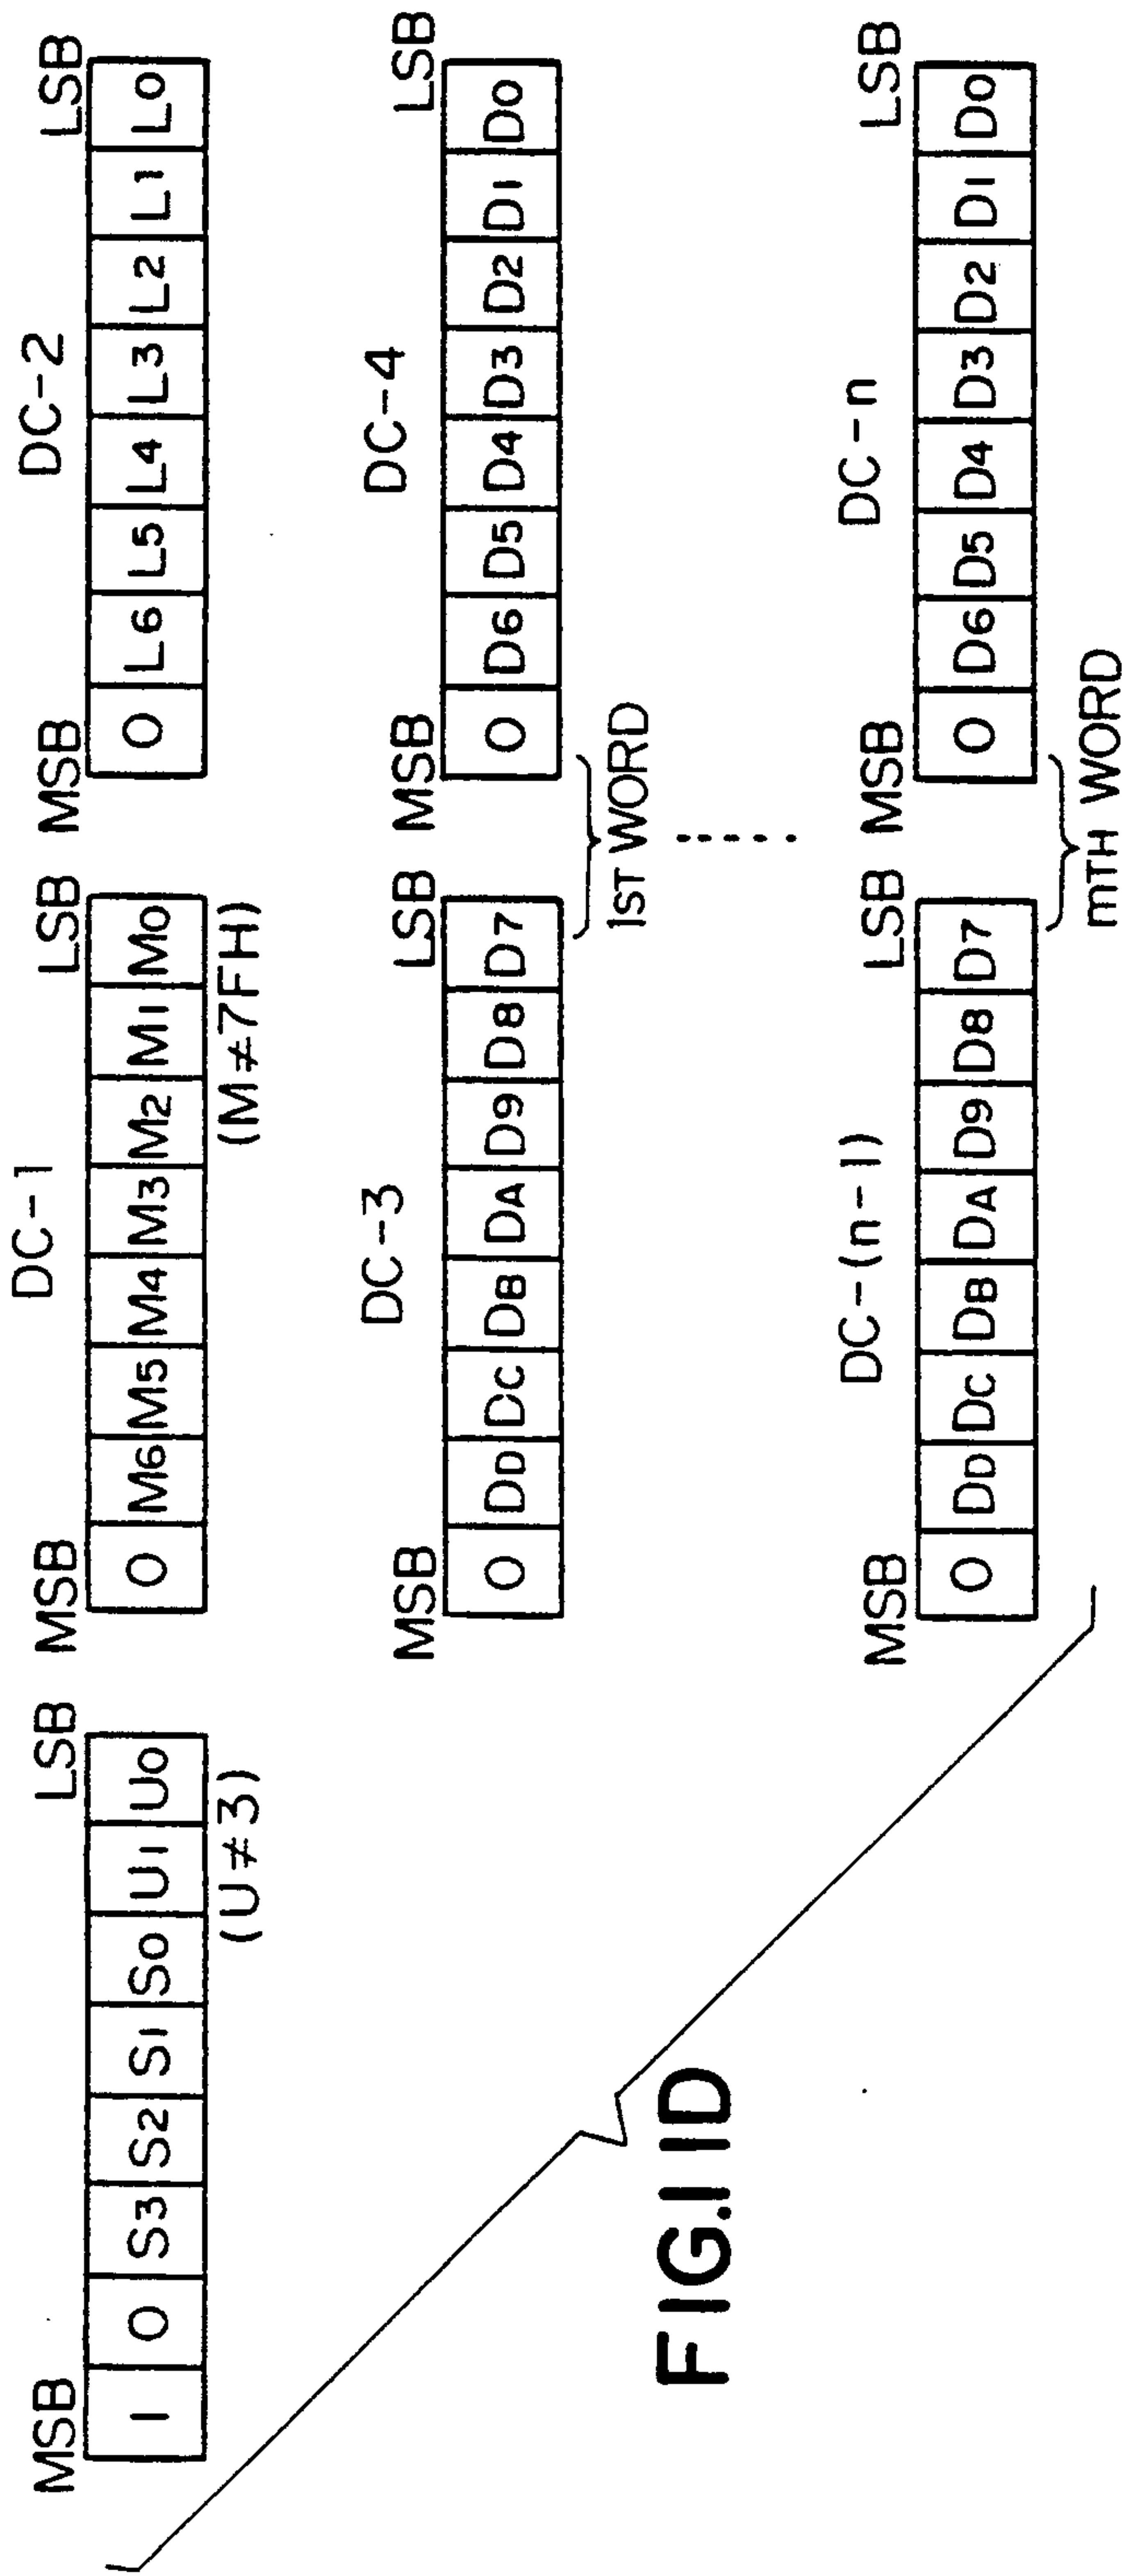 MSB LSB
1 0 S3 S2 S1 S0 U1 U0
(U≠3)
DC-1
MSB LSB
0 M6 M5 M4 M3 M2 M1 M0
(M≠7FH)
DC-2
MSB LSB
0 L6 L5 L4 L3 L2 L1 L0
DC-3
MSB LSB
0 DD DC DB DA D9 D8 D7
DC-4
MSB LSB
0 D6 D5 D4 D3 D2 D1 D0
1ST WORD
DC-(n-1)
MSB LSB
0 DD DC DB DA D9 D8 D7
DC-n
MSB LSB
0 D6 D5 D4 D3 D2 D1 D0
mTH WORD
FIG.11D